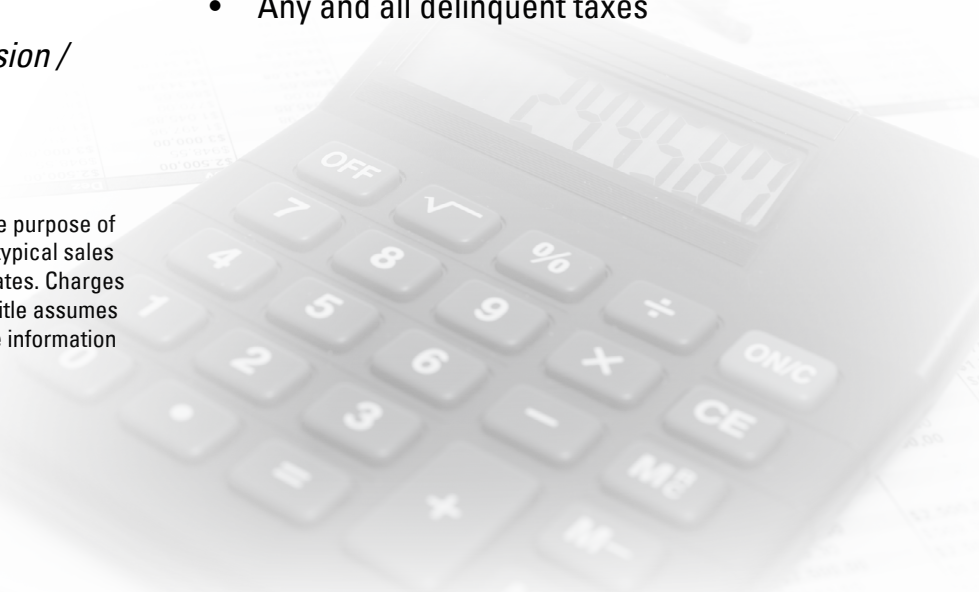 • Any and all delinquent taxes
sion /
e purpose of
typical sales
ates. Charges
itle assumes
e information
OFF
√
7
8
%
4
5
9
÷
1
2
6
×
ON/C
0
•
3
−
CE
=
+
M−